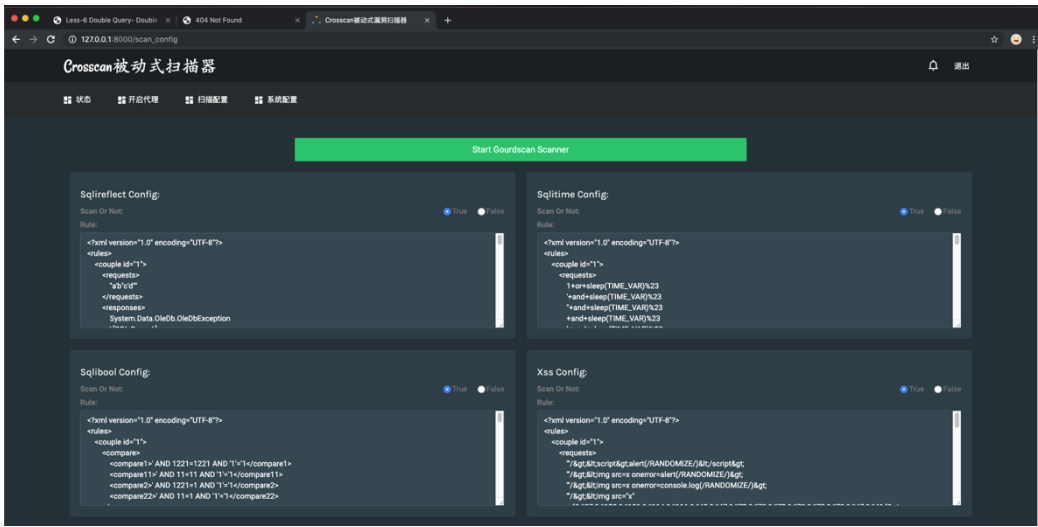 Less-6 Double Query- Double
404 Not Found
Crosscan被动式漏洞扫描器
127.0.0.1:8000/scan_config
Crosscan被动式扫描器
退出
状态 开启代理 扫描配置 系统配置
Start Gourdscan Scanner
Sqlireflect Config:
Scan Or Not: True False
Rule:
<?xml version="1.0" encoding="UTF-8"?>
<rules>
<couple id="1">
<requests>
"a'b"c'd'"
</requests>
<responses>
System.Data.OleDb.OleDbException
Sqlitime Config:
Scan Or Not: True False
Rule:
<?xml version="1.0" encoding="UTF-8"?>
<rules>
<couple id="1">
<requests>
1+or+sleep(TIME_VAR)%23
'+and+sleep(TIME_VAR)%23
"+and+sleep(TIME_VAR)%23
+and+sleep(TIME_VAR)%23
Sqlibool Config:
Scan Or Not: True False
Rule:
<?xml version="1.0" encoding="UTF-8"?>
<rules>
<couple id="1">
<compare>
<compare1>' AND 1221=1221 AND '1'='1</compare1>
<compare11>' AND 11=11 AND '1'='1</compare11>
<compare2>' AND 1221=1 AND '1'='1</compare2>
<compare22>' AND 11=1 AND '1'='1</compare22>
Xss Config:
Scan Or Not: True False
Rule:
<?xml version="1.0" encoding="UTF-8"?>
<rules>
<couple id="1">
<requests>
"/&gt;&lt;script&gt;alert(/RANDOMIZE/)&lt;/script&gt;
"/&gt;&lt;img src=x onerror=alert(/RANDOMIZE/)&gt;
"/&gt;&lt;img src=x onerror=console.log(/RANDOMIZE/)&gt;
"/&gt;&lt;img src="x"